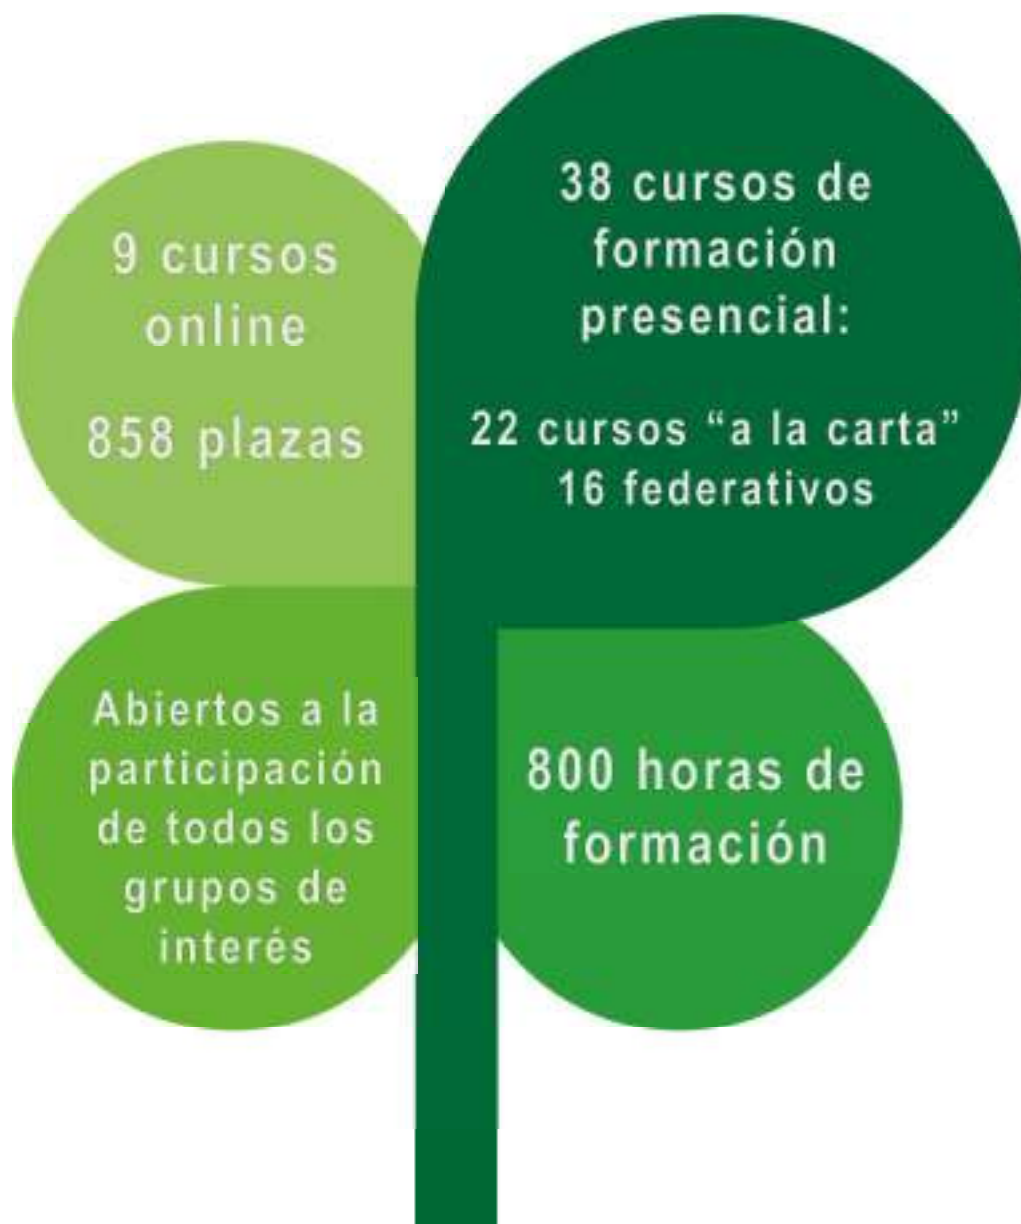 9 cursos
online
858 plazas
38 cursos de
formación
presencial:
22 cursos “a la carta”
16 federativos
Abiertos a la
participación
de todos los
grupos de
interés
800 horas de
formación